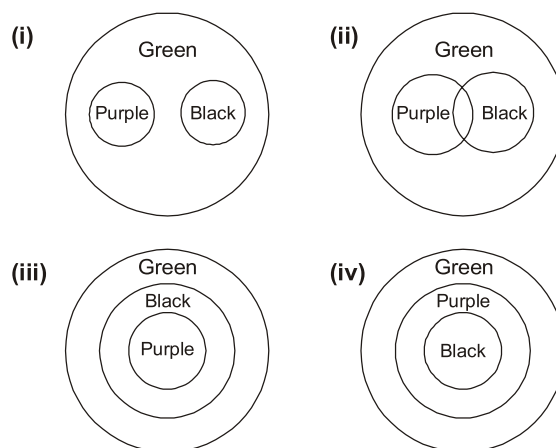 (i)
Green
Purple
Black
(ii)
Green
Purple
Black
(iii)
Green
Black
Purple
(iv)
Green
Purple
Black